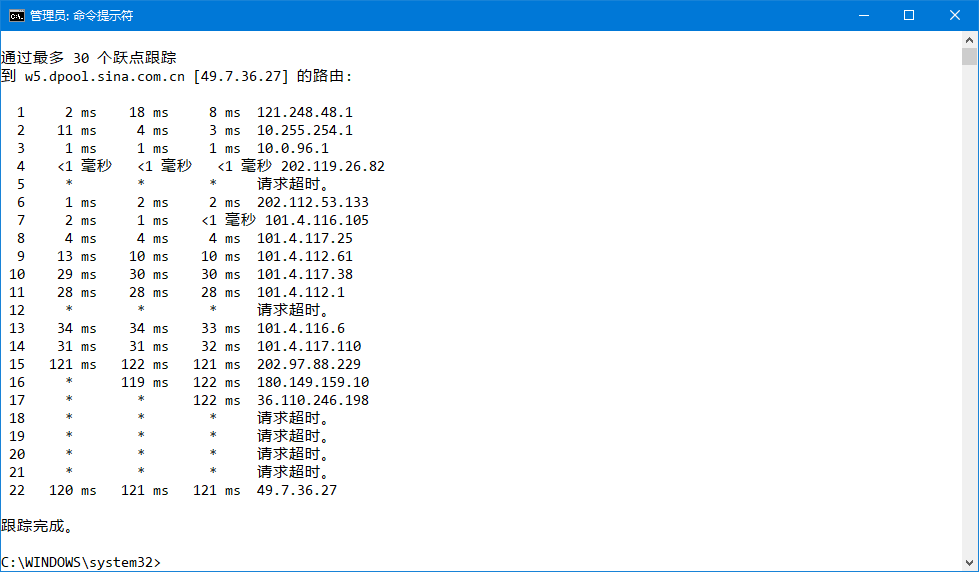 管理员: 命令提示符
通过最多 30 个跃点跟踪
到 w5.dpool.sina.com.cn [49.7.36.27] 的路由:
1 2 ms 18 ms 8 ms 121.248.48.1
2 11 ms 4 ms 3 ms 10.255.254.1
3 1 ms 1 ms 1 ms 10.0.96.1
4 <1 毫秒 <1 毫秒 <1 毫秒 202.119.26.82
5 * * * 请求超时。
6 1 ms 2 ms 2 ms 202.112.53.133
7 2 ms 1 ms <1 毫秒 101.4.116.105
8 4 ms 4 ms 4 ms 101.4.117.25
9 13 ms 10 ms 10 ms 101.4.112.61
10 29 ms 30 ms 30 ms 101.4.117.38
11 28 ms 28 ms 28 ms 101.4.112.1
12 * * * 请求超时。
13 34 ms 34 ms 33 ms 101.4.116.6
14 31 ms 31 ms 32 ms 101.4.117.110
15 121 ms 122 ms 121 ms 202.97.88.229
16 * 119 ms 122 ms 180.149.159.10
17 * * 122 ms 36.110.246.198
18 * * * 请求超时。
19 * * * 请求超时。
20 * * * 请求超时。
21 * * * 请求超时。
22 120 ms 121 ms 121 ms 49.7.36.27
跟踪完成。
C:\WINDOWS\system32>